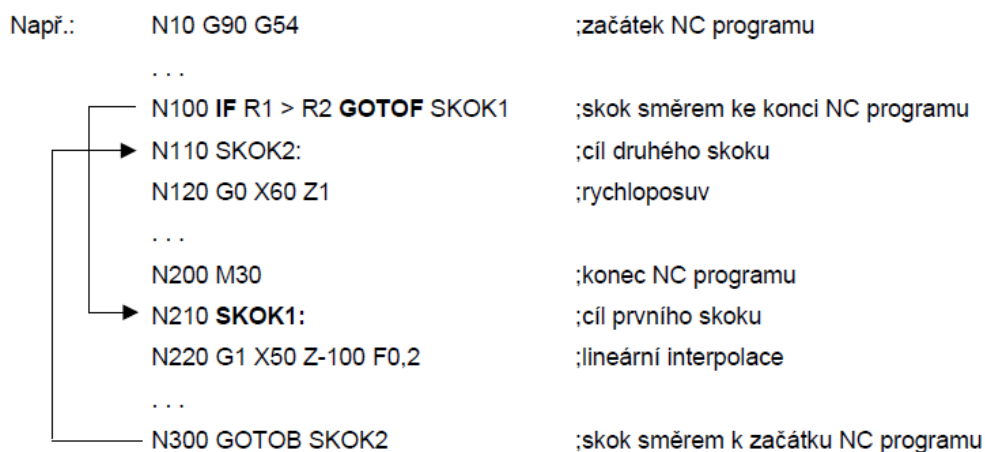 Např.: N10 G90 G54 ;začátek NC programu
. . .
N100 IF R1 > R2 GOTOF SKOK1 ;skok směrem ke konci NC programu
N110 SKOK2: ;cíl druhého skoku
N120 G0 X60 Z1 ;rychloposuv
. . .
N200 M30 ;konec NC programu
N210 SKOK1: ;cíl prvního skoku
N220 G1 X50 Z-100 F0,2 ;lineární interpolace
. . .
N300 GOTOB SKOK2 ;skok směrem k začátku NC programu